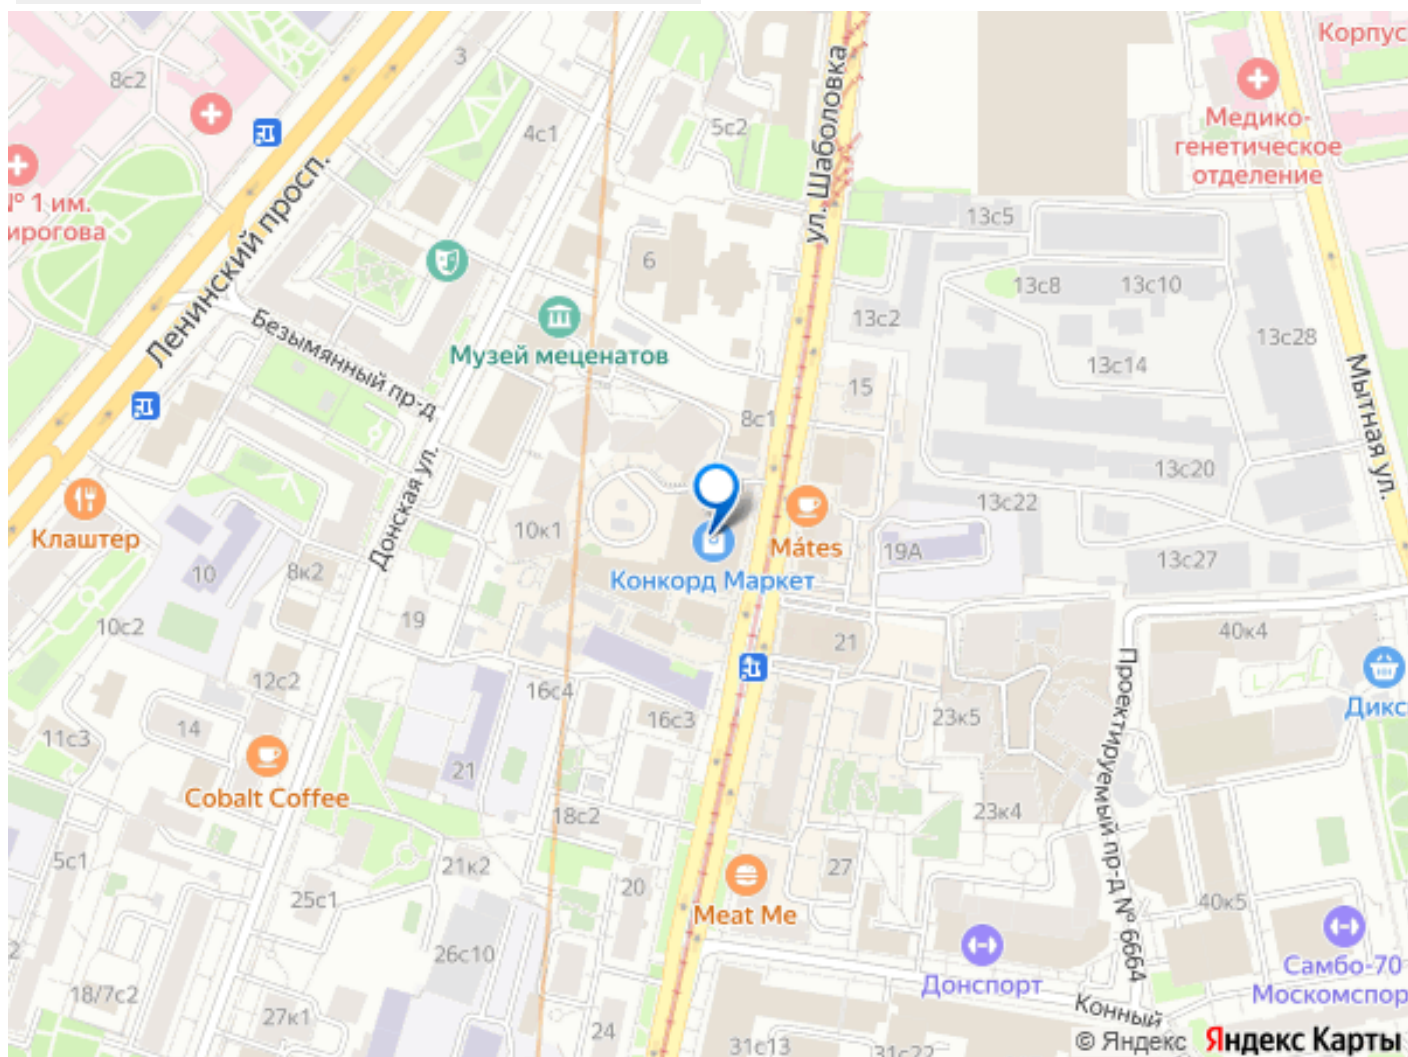 Корпус
3
8с2
4с1
5с2
Медико-
генетическое
отделение
№ 1 им.
ирогова
Ленинский просп.
ул. Шаболовка
13с5
6
13с8
13с10
13с2
13с28
Музей меценатов
Безымянный пр-д
13с14
15
8с1
Мытная ул.
13с20
13с22
Донская ул.
10к1
Клаштер
Mátes
19А
13с27
10
8к2
Конкорд Маркет
10с2
19
21
40к4
12с2
16с4
16с3
23к5
Дикс
14
11с3
21
Проектируемый пр-д № 6664
Cobalt Coffee
18с2
23к4
5с1
21к2
27
20
25с1
Meat Me
40к5
26с10
2
Донспорт
Самбо-70
Москомспор
18/7с2
27к1
24
Конный
31с13
31с22
© Яндекс Яндекс Карты